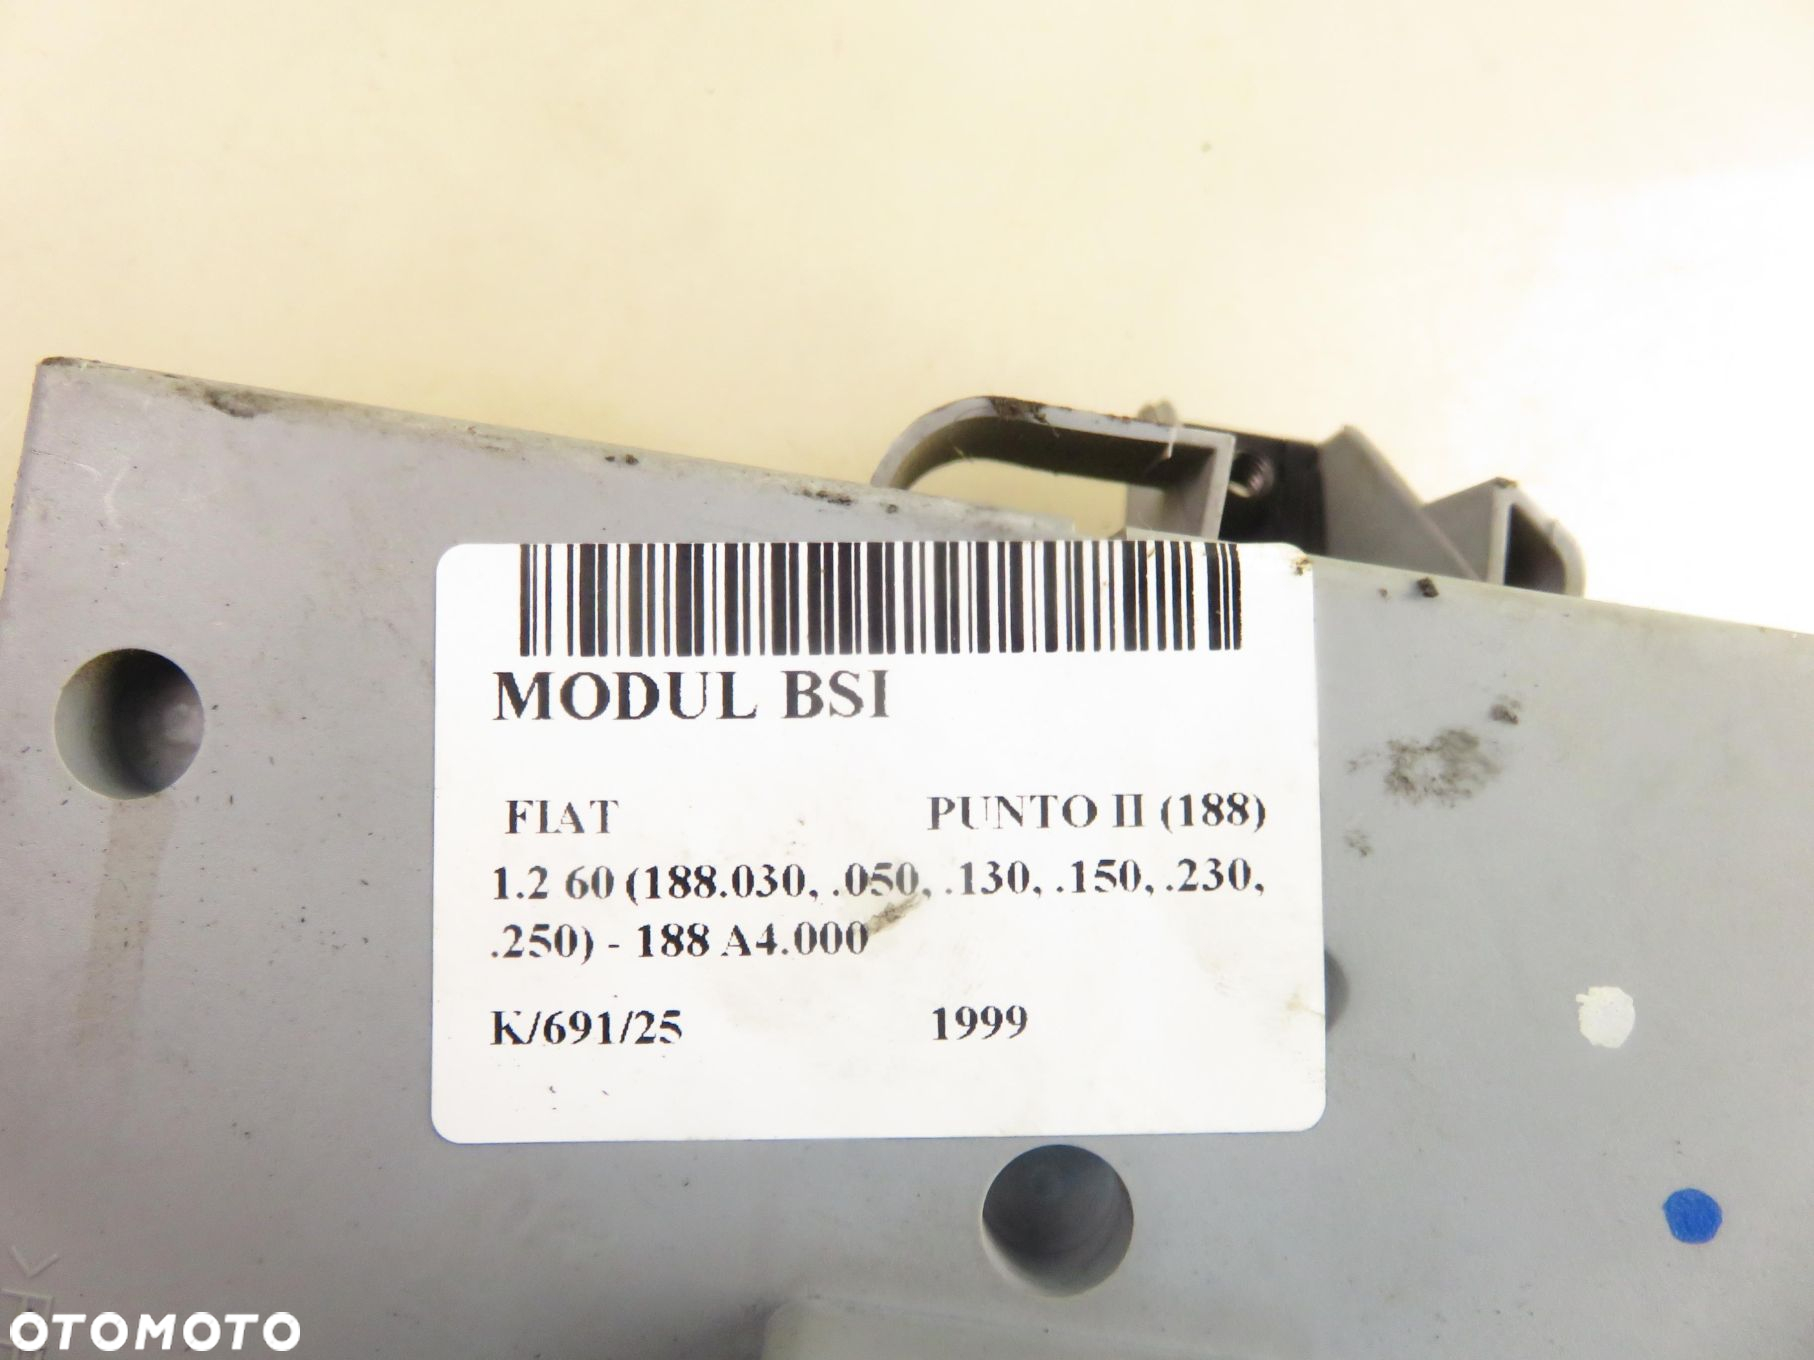 MODUL BSI
FIAT PUNTO II (188)
1.2 60 (188.030, .050, .130, .150, .230,
.250) - 188 A4.000
K/691/25 1999
OTOMOTO